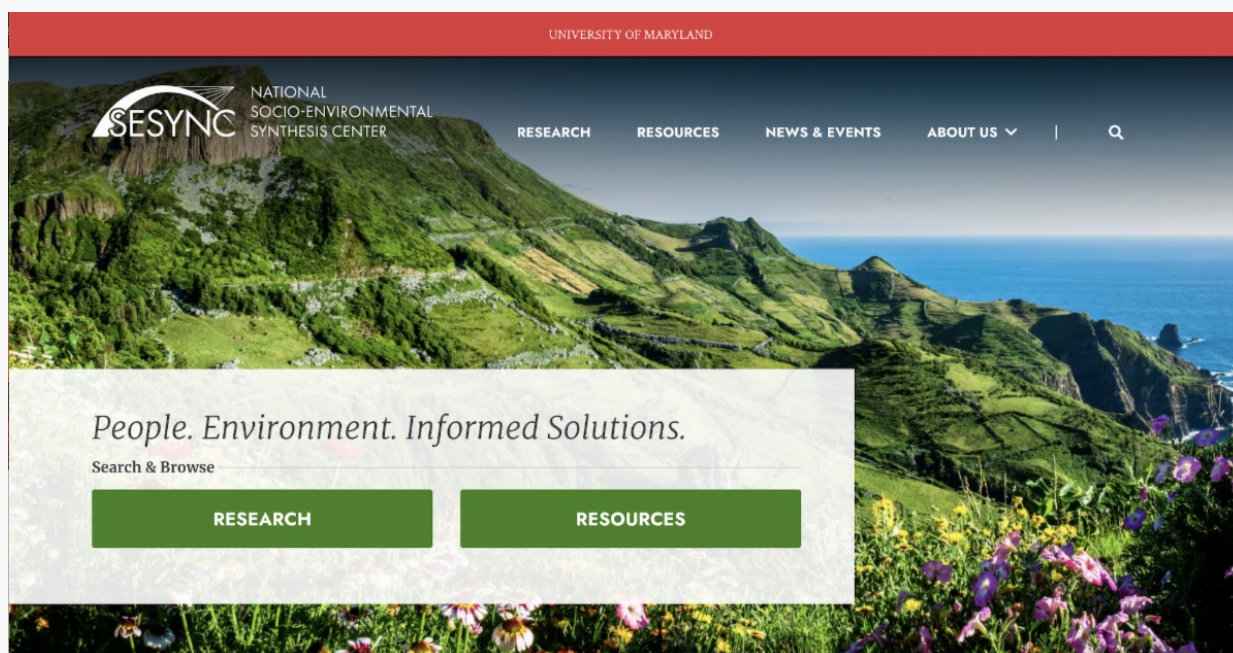 UNIVERSITY OF MARYLAND
SESYNC
NATIONAL
SOCIO-ENVIRONMENTAL
SYNTHESIS CENTER
RESEARCH RESOURCES NEWS & EVENTS ABOUT US |
People. Environment. Informed Solutions.
Search & Browse
RESEARCH RESOURCES